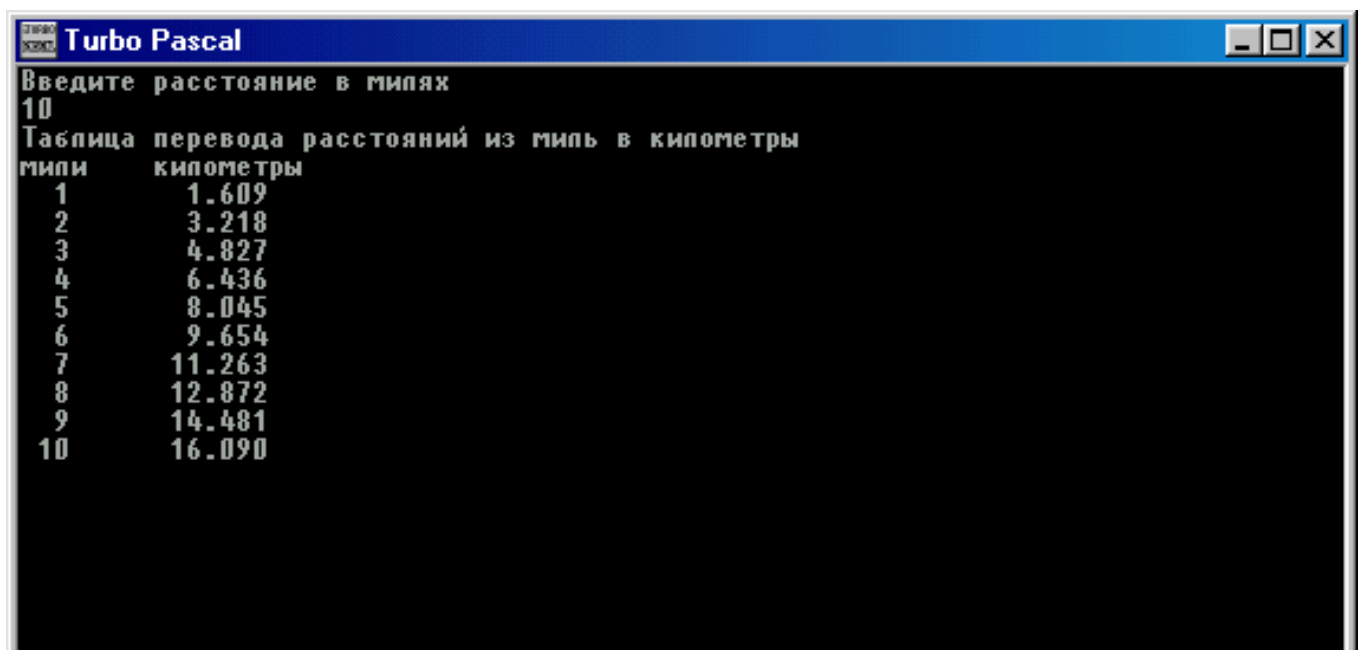 Turbo Pascal
Введите расстояние в милях
10
Таблица перевода расстояний из миль в километры
мили километры
1 1.609
2 3.218
3 4.827
4 6.436
5 8.045
6 9.654
7 11.263
8 12.872
9 14.481
10 16.090